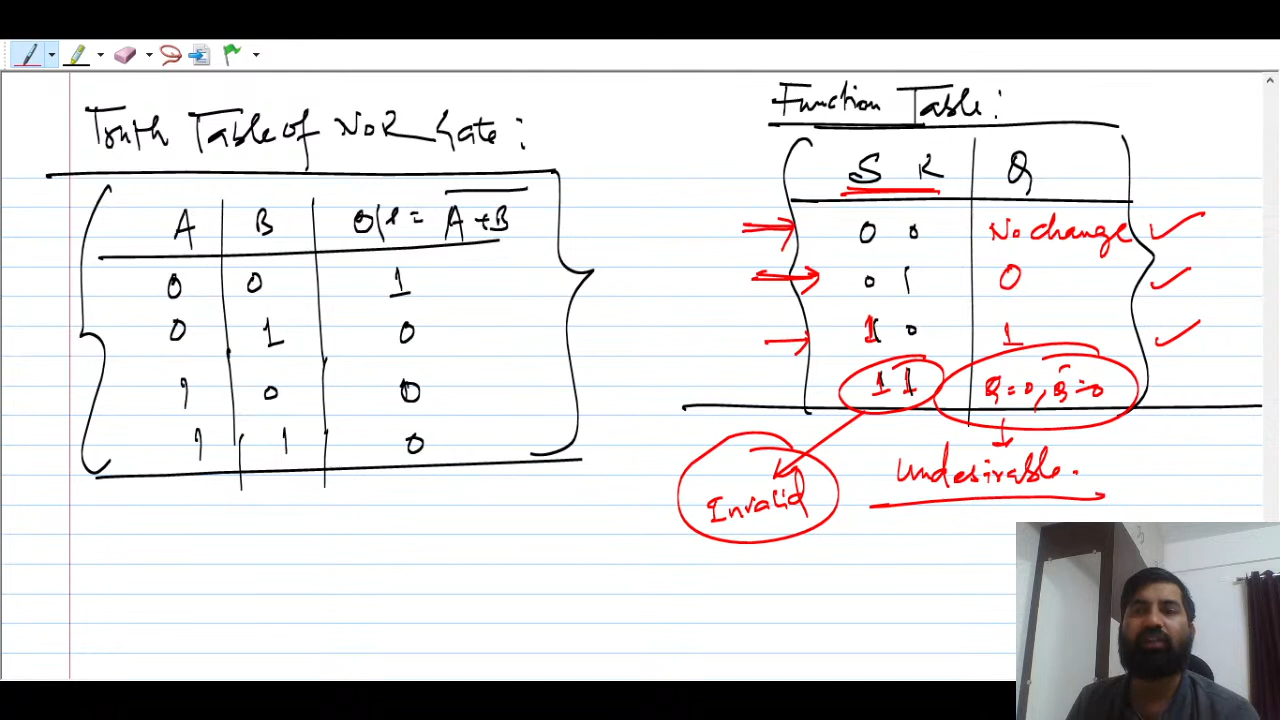 Truth Table of NOR Gate:
A B O/P = A+B
0 0 1
0 1 0
1 0 0
1 1 0
Function Table:
S R Q
0 0 No change
0 1 0
1 0 1
1 1 Q=0, Q̅=0
Invalid
Undesirable.